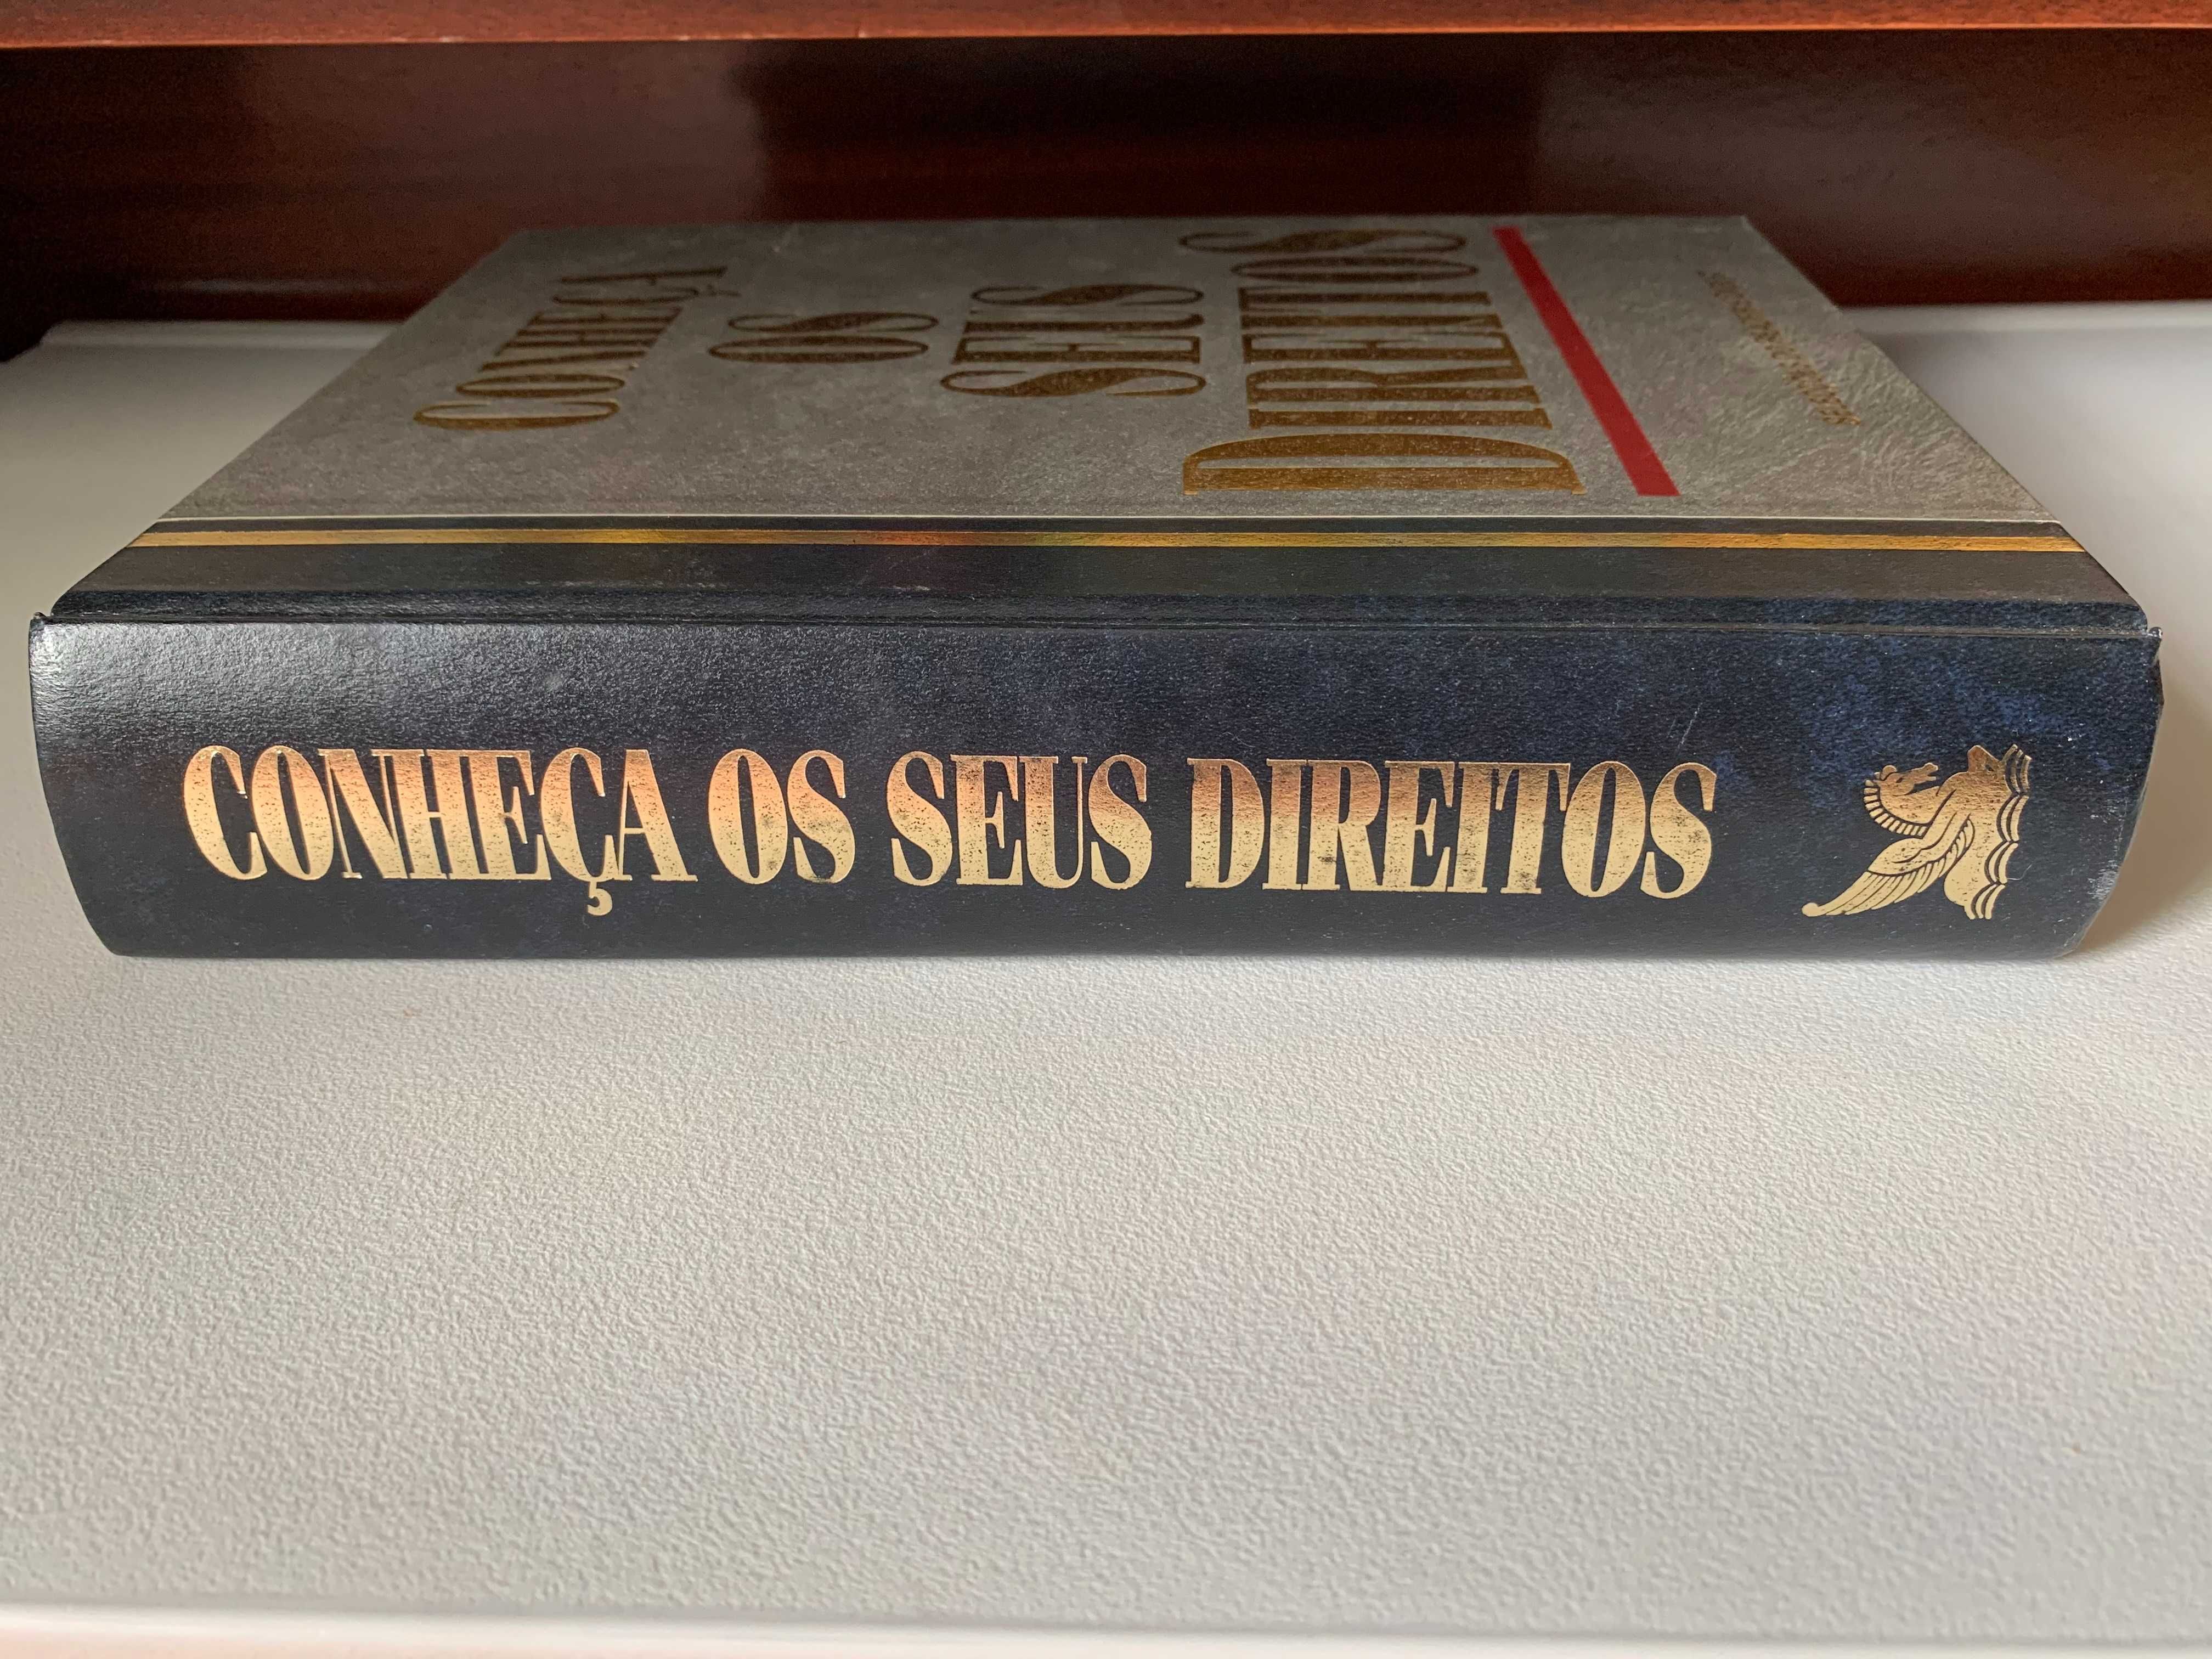 CONHEÇA
OS
SEUS
DIREITOS
CONHEÇA OS SEUS DIREITOS